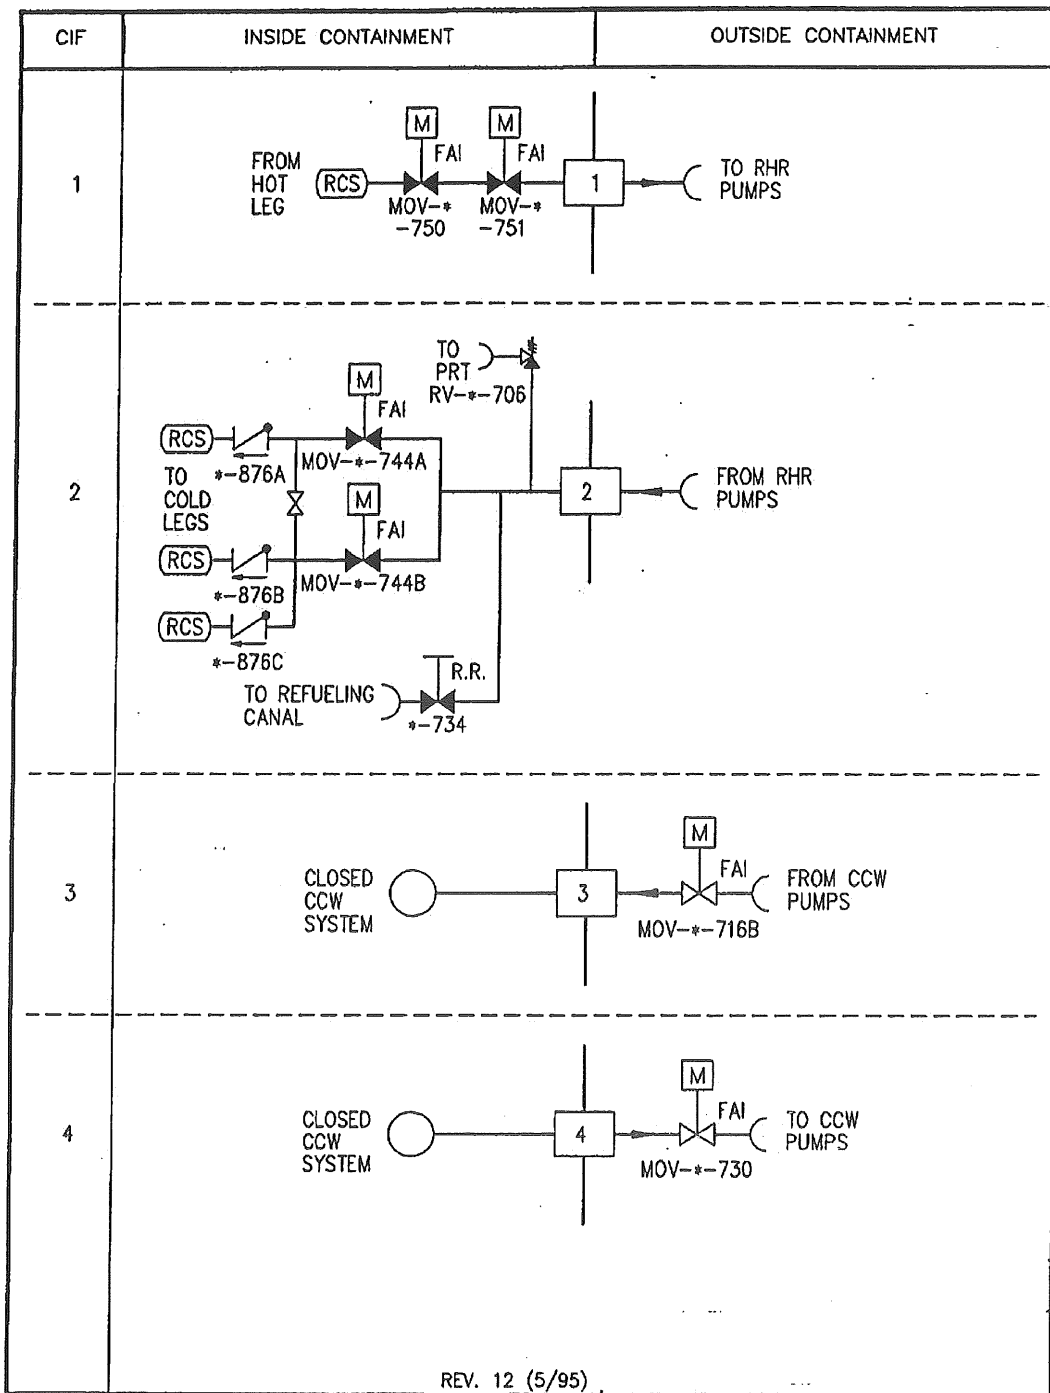 CIF
INSIDE CONTAINMENT
OUTSIDE CONTAINMENT
1
FROM
HOT
LEG
RCS
M
FAI
MOV-*
-750
M
FAI
MOV-*
-751
1
TO RHR
PUMPS
2
TO
PRT
RV-*-706
M
FAI
MOV-*-744A
RCS
*-876A
TO
COLD
LEGS
M
FAI
MOV-*-744B
RCS
*-876B
RCS
*-876C
2
FROM RHR
PUMPS
R.R.
TO REFUELING
CANAL
*-734
3
CLOSED
CCW
SYSTEM
3
M
FAI
MOV-*-716B
FROM CCW
PUMPS
4
CLOSED
CCW
SYSTEM
4
M
FAI
MOV-*-730
TO CCW
PUMPS
REV. 12 (5/95)